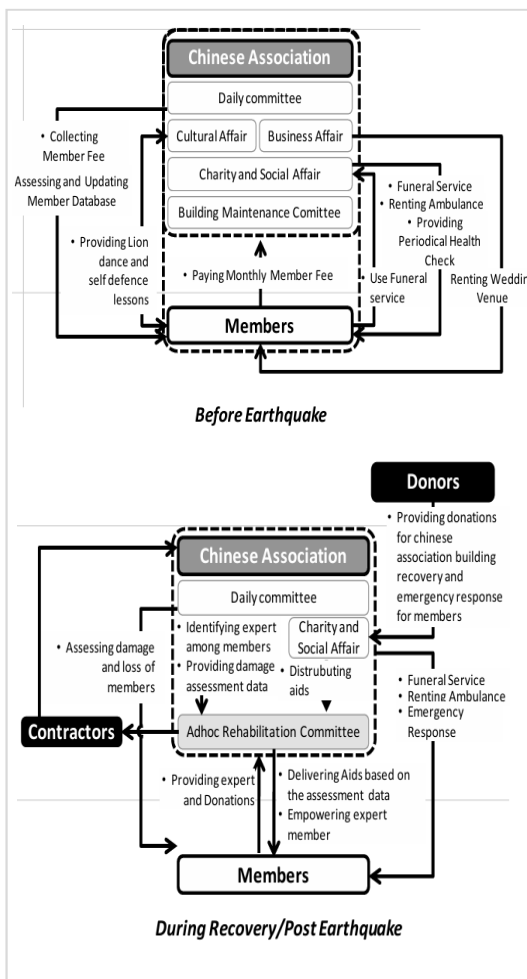 Chinese Association
Daily committee
Cultural Affair
Business Affair
Charity and Social Affair
Building Maintenance Comittee
• Collecting
Member Fee
Assessing and Updating
Member Database
• Providing Lion
dance and
self defence
lessons
• Paying Monthly Member Fee
• Use Funeral
service
• Funeral Service
• Renting Ambulance
• Providing
Periodical Health
Check
Renting Weddin
Venue
Members
Before Earthquake
Donors
• Providing donations
for chinese
association building
recovery and
emergency response
for members
Chinese Association
Daily committee
• Identifying expert
among members
• Providing damage
assessment data
Charity and
Social Affair
• Distrubuting
aids
• Assessing damage
and loss of
members
• Funeral Service
• Renting Ambulance
• Emergency
Response
Contractors
Adhoc Rehabilitation Committee
• Providing expert
and Donations
• Delivering Aids based on
the assessment data
• Empowering expert
member
Members
During Recovery/Post Earthquake